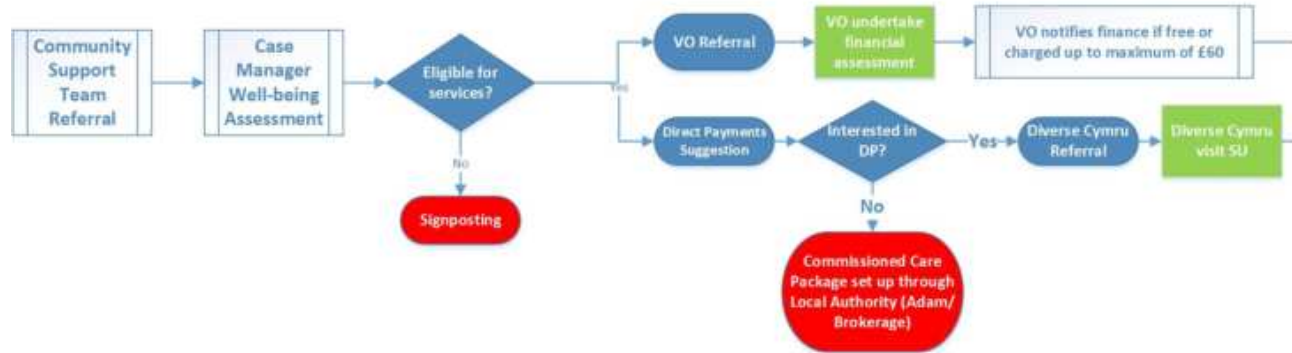 Community
Support
Team
Referral
Case
Manager
Well-being
Assessment
Eligible for
services?
Yes
No
Signposting
VO Referral
VO undertake
financial
assessment
VO notifies finance if free or
charged up to maximum of £60
Direct Payments
Suggestion
Interested in
DP?
Yes
No
Diverse Cymru
Referral
Diverse Cymru
visit SU
Commissioned Care
Package set up through
Local Authority (Adam/
Brokerage)